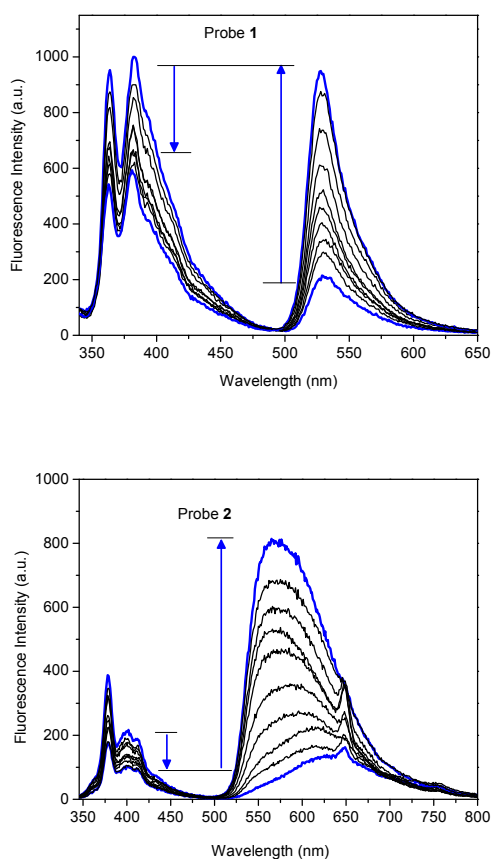 Probe 1
1000
800
600
400
200
0
Fluorescence Intensity (a.u.)
350 400 450 500 550 600 650
Wavelength (nm)
Probe 2
1000
800
600
400
200
0
Fluorescence Intensity (a.u.)
350 400 450 500 550 600 650 700 750 800
Wavelength (nm)